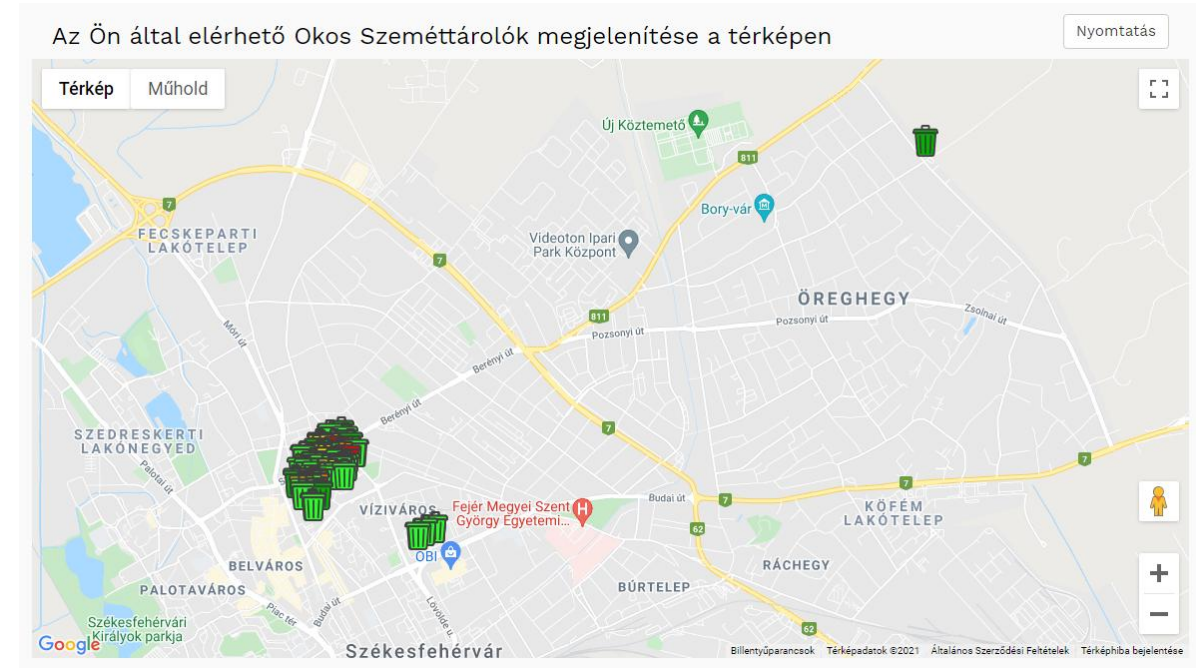 Az Ön által elérhető Okos Szeméttárolók megjelenítése a térképen
Nyomtatás
Térkép
Műhold
Új Köztemető
811
Bory-vár
7
FECSKEPARTI
LAKÓTELEP
Videoton Ipari
Park Központ
7
ÖREGHEGY
Zsolnai út
811
Pozsonyi út
Pozsonyi út
Móri út
Berényi út
Berényi út
7
SZEDRESKERTI
LAKÓNEGYED
7
Palotai út
7
Budai út
7
VÍZIVÁROS
Fejér Megyei Szent
György Egyetemi...
H
KÖFÉM
LAKÓTELEP
62
OBI
BELVÁROS
RÁCHEGY
BÚRTELEP
PALOTAVÁROS
Piac tér
Budai út
Lovölde u.
Székesfehérvári
Királyok parkja
62
Google
Székesfehérvár
Billentyűparancsok
Térképadatok ©2021
Általános Szerződési Feltételek
Térképhiba bejelentése